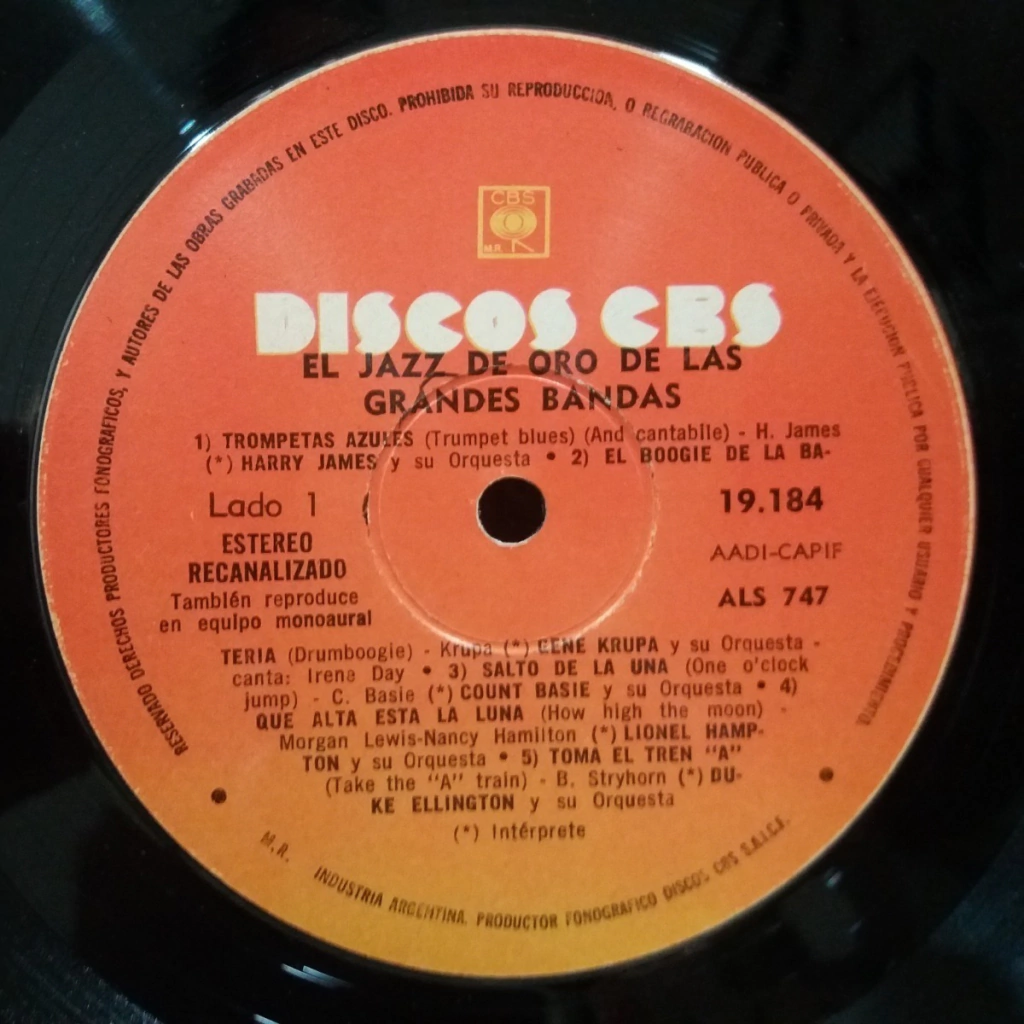 RESERVADO DERECHOS PRODUCTORES FONOGRAFICOS, Y AUTORES DE LAS OBRAS GRABADAS EN ESTE DISCO. PROHIBIDA SU REPRODUCCION, O REGRABACION PUBLICA O PRIVADA Y LA EJECUCION PUBLICA POR CUALQUIER USUARIO Y PROCEDIMIENTO.
CBS
M.R.
DISCOS CBS
EL JAZZ DE ORO DE LAS
GRANDES BANDAS
1) TROMPETAS AZULES (Trumpet blues) (And cantabile) - H. James
(*) HARRY JAMES y su Orquesta • 2) EL BOOGIE DE LA BA-
Lado 1
19.184
ESTEREO
RECANALIZADO
AADI-CAPIF
También reproduce
en equipo monoaural
ALS 747
TERIA (Drumboogie) - Krupa (*) GENE KRUPA y su Orquesta -
canta: Irene Day • 3) SALTO DE LA UNA (One o'clock
jump) - C. Basie (*) COUNT BASIE y su Orquesta • 4)
QUE ALTA ESTA LA LUNA (How high the moon) -
Morgan Lewis-Nancy Hamilton (*) LIONEL HAMP-
TON y su Orquesta • 5) TOMA EL TREN "A"
(Take the "A" train) - B. Stryhorn (*) DU-
KE ELLINGTON y su Orquesta
(*) Intérprete
M.R. INDUSTRIA ARGENTINA. PRODUCTOR FONOGRAFICO DISCOS CBS S.A.I.C.F.